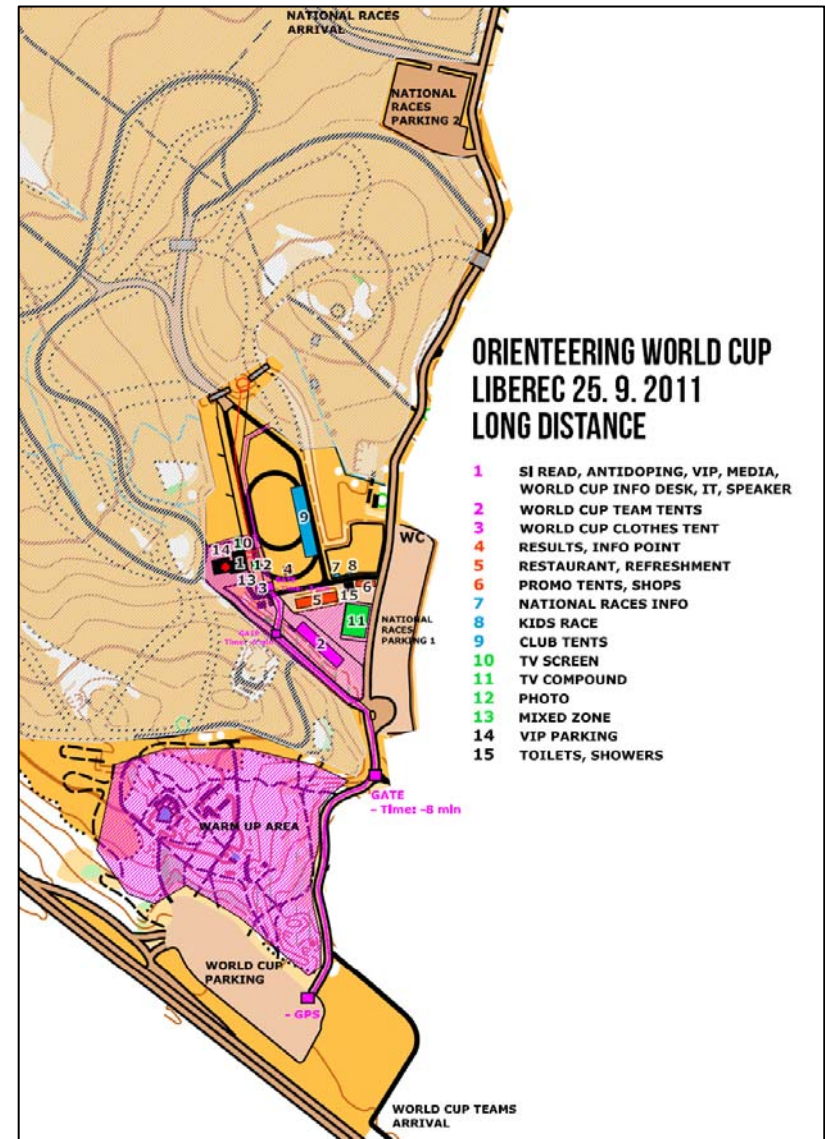 NATIONAL RACES
ARRIVAL
NATIONAL
RACES
PARKING 2
ORIENTEERING WORLD CUP
LIBEREC 25. 9. 2011
LONG DISTANCE
1 SI READ, ANTIDOPING, VIP, MEDIA,
WORLD CUP INFO DESK, IT, SPEAKER
2 WORLD CUP TEAM TENTS
3 WORLD CUP CLOTHES TENT
4 RESULTS, INFO POINT
5 RESTAURANT, REFRESHMENT
6 PROMO TENTS, SHOPS
7 NATIONAL RACES INFO
8 KIDS RACE
9 CLUB TENTS
10 TV SCREEN
11 TV COMPOUND
12 PHOTO
13 MIXED ZONE
14 VIP PARKING
15 TOILETS, SHOWERS
9
WC
14 10
1 12 4 7 8
13 3 5 15 6
11
2
NATIONAL
RACES
PARKING 1
GATE
- Time: -8 min
WARM UP AREA
WORLD CUP
PARKING
- GPS
WORLD CUP TEAMS
ARRIVAL